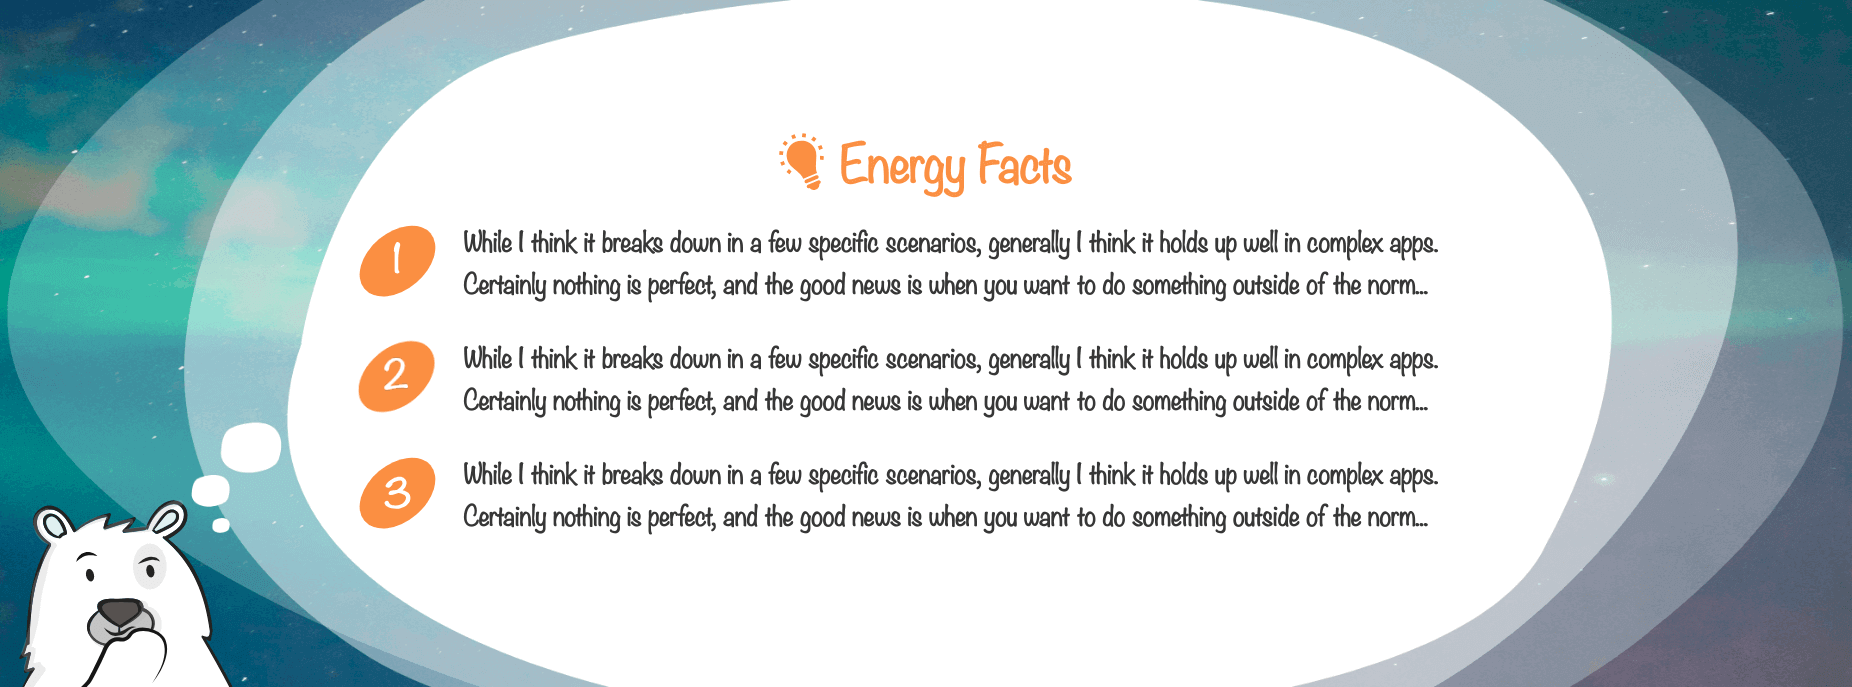 Energy Facts
1
While I think it breaks down in a few specific scenarios, generally I think it holds up well in complex apps.
Certainly nothing is perfect, and the good news is when you want to do something outside of the norm...
2
While I think it breaks down in a few specific scenarios, generally I think it holds up well in complex apps.
Certainly nothing is perfect, and the good news is when you want to do something outside of the norm...
3
While I think it breaks down in a few specific scenarios, generally I think it holds up well in complex apps.
Certainly nothing is perfect, and the good news is when you want to do something outside of the norm...